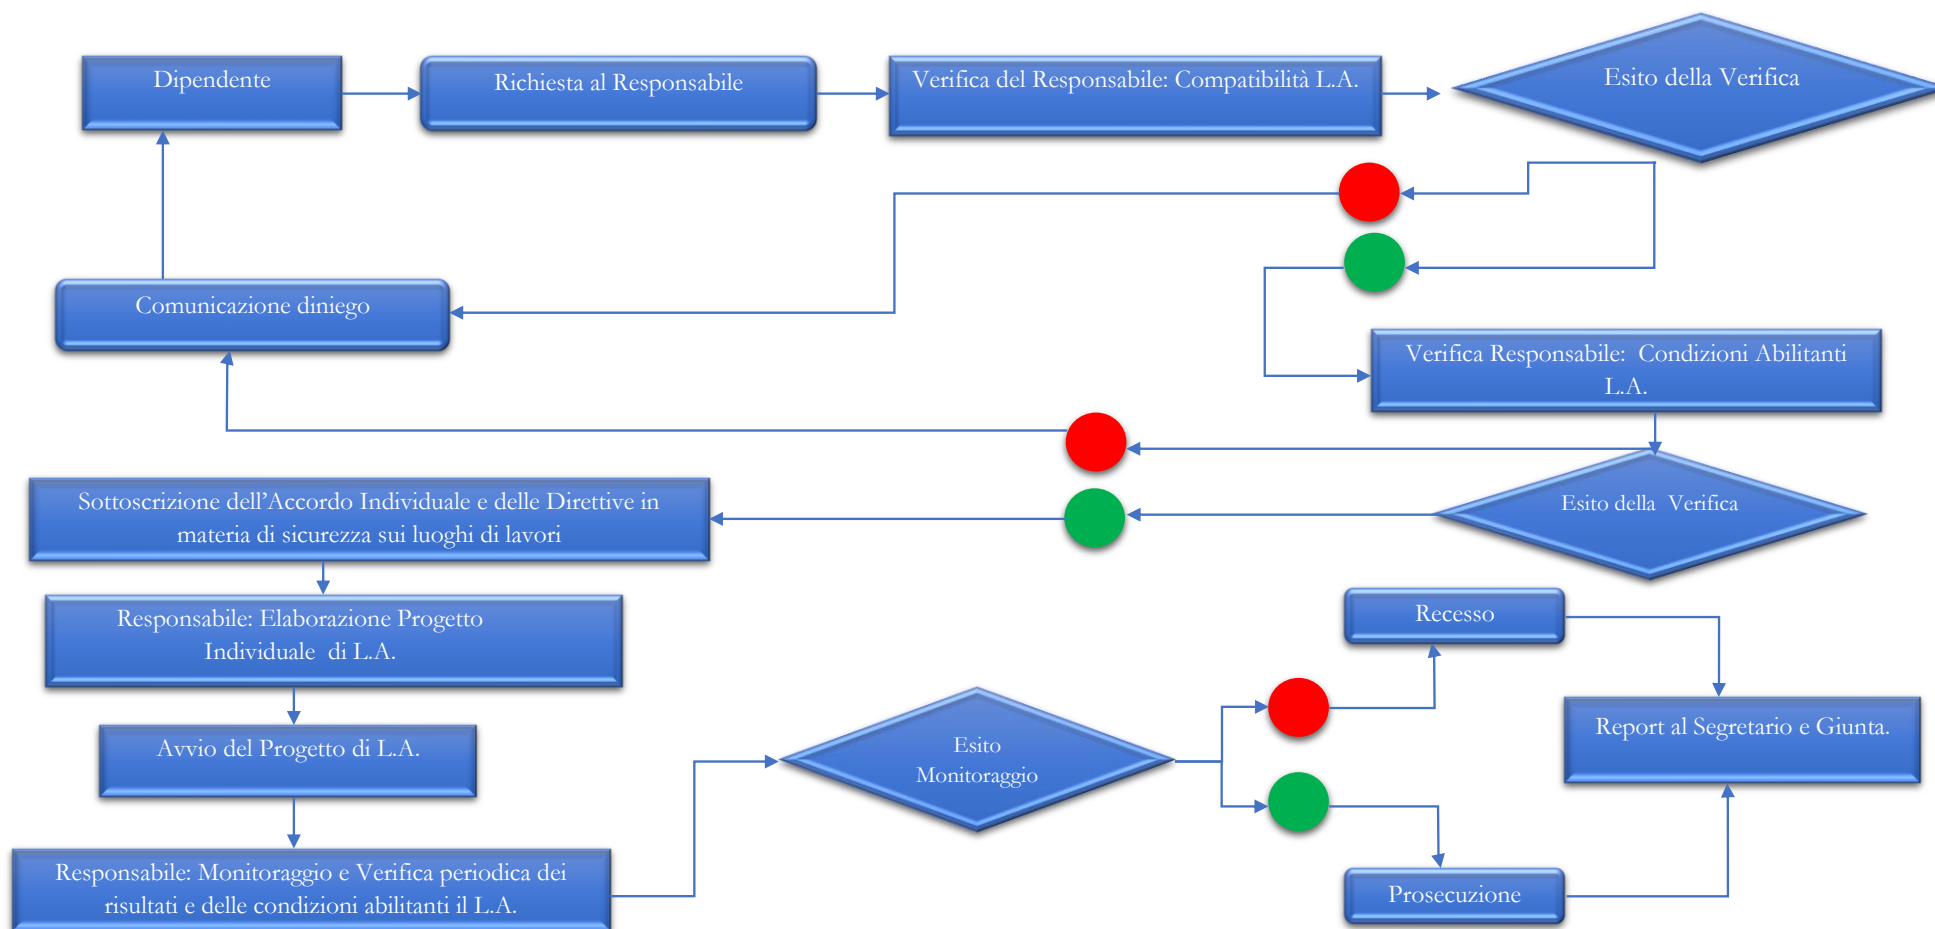 Dipendente
Richiesta al Responsabile
Verifica del Responsabile: Compatibilità L.A.
Esito della Verifica
Comunicazione diniego
Verifica Responsabile:  Condizioni Abilitanti
L.A.
Esito della  Verifica
Sottoscrizione dell’Accordo Individuale e delle Direttive in
materia di sicurezza sui luoghi di lavori
Responsabile: Elaborazione Progetto
Individuale  di L.A.
Avvio del Progetto di L.A.
Responsabile: Monitoraggio e Verifica periodica dei
risultati e delle condizioni abilitanti il L.A.
Esito
Monitoraggio
Recesso
Prosecuzione
Report al Segretario e Giunta.